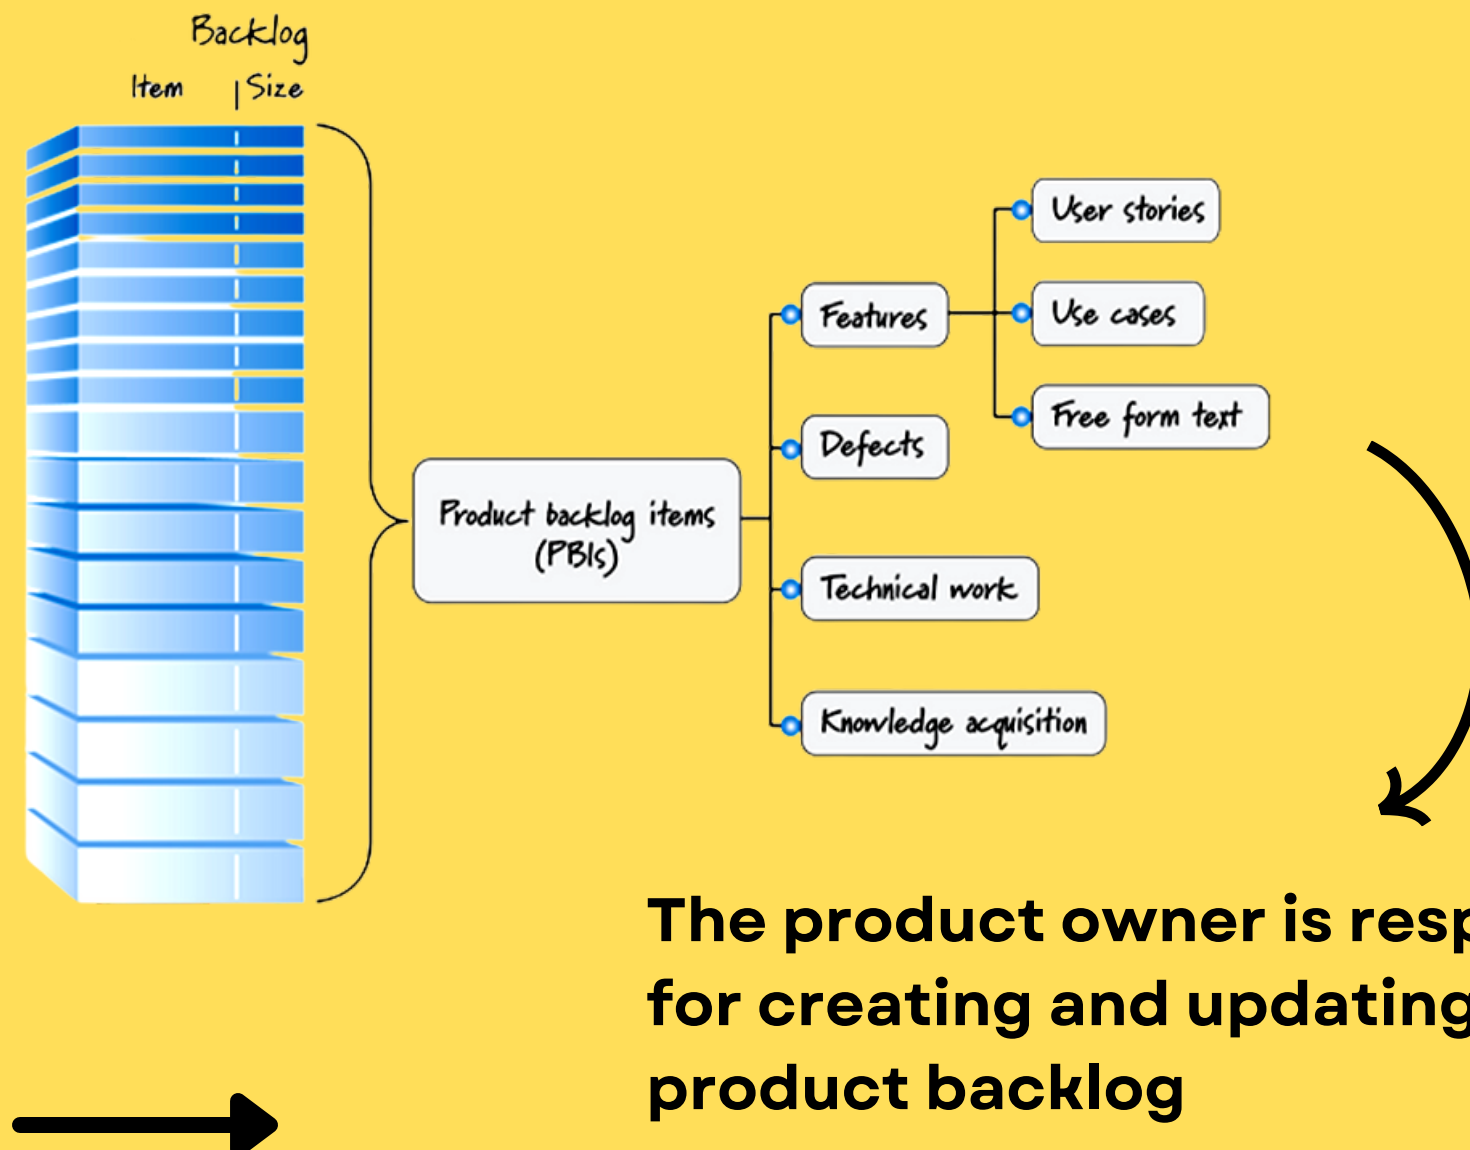 Backlog
Item | Size
User stories
Features
Use cases
Free form text
Defects
Product backlog items
(PBIs)
Technical work
Knowledge acquisition
The product owner is
for creating and updating
product backlog